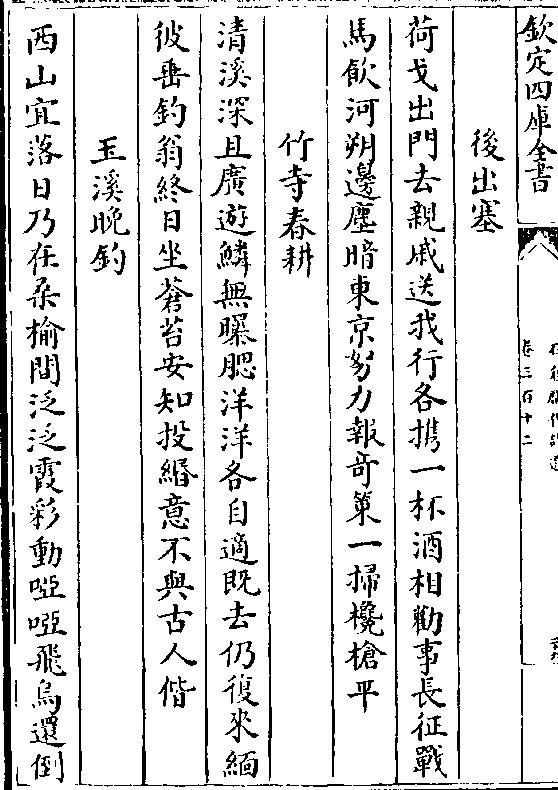 欽定四庫全書
卷三百十二
後出塞
荷戈出門去親戚送我行各攜一杯酒相勸事長征戰
馬飲河朔邊塵暗東京努力報奇策一掃欃槍平
竹寺春耕
清溪深且廣遊鱗無曝腮洋洋各自適既去仍復來緬
彼垂釣翁終日坐蒼苔安知投緡意不與古人偕
玉溪晚釣
西山宜落日乃在桑榆間泛泛霞彩動啞啞飛烏還倒